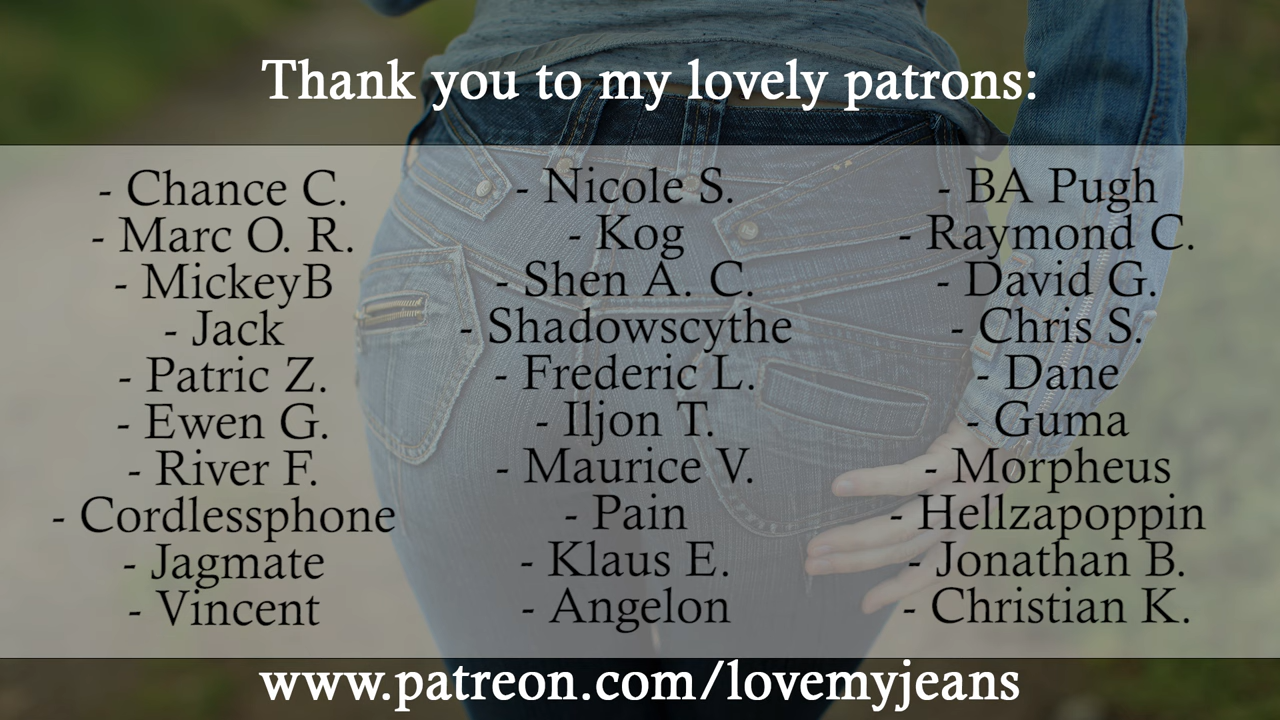 Thank you to my lovely patrons:
- Chance C.
- Marc O. R.
- MickeyB
- Jack
- Patric Z.
- Ewen G.
- River F.
- Cordlessphone
- Jagmate
- Vincent
- Nicole S.
- Kog
- Shen A. C.
- Shadowscythe
- Frederic L.
- Iljon T.
- Maurice V.
- Pain
- Klaus E.
- Angelon
- BA Pugh
- Raymond C.
- David G.
- Chris S.
- Dane
- Guma
- Morpheus
- Hellzapoppin
- Jonathan B.
- Christian K.
www.patreon.com/lovemyjeans